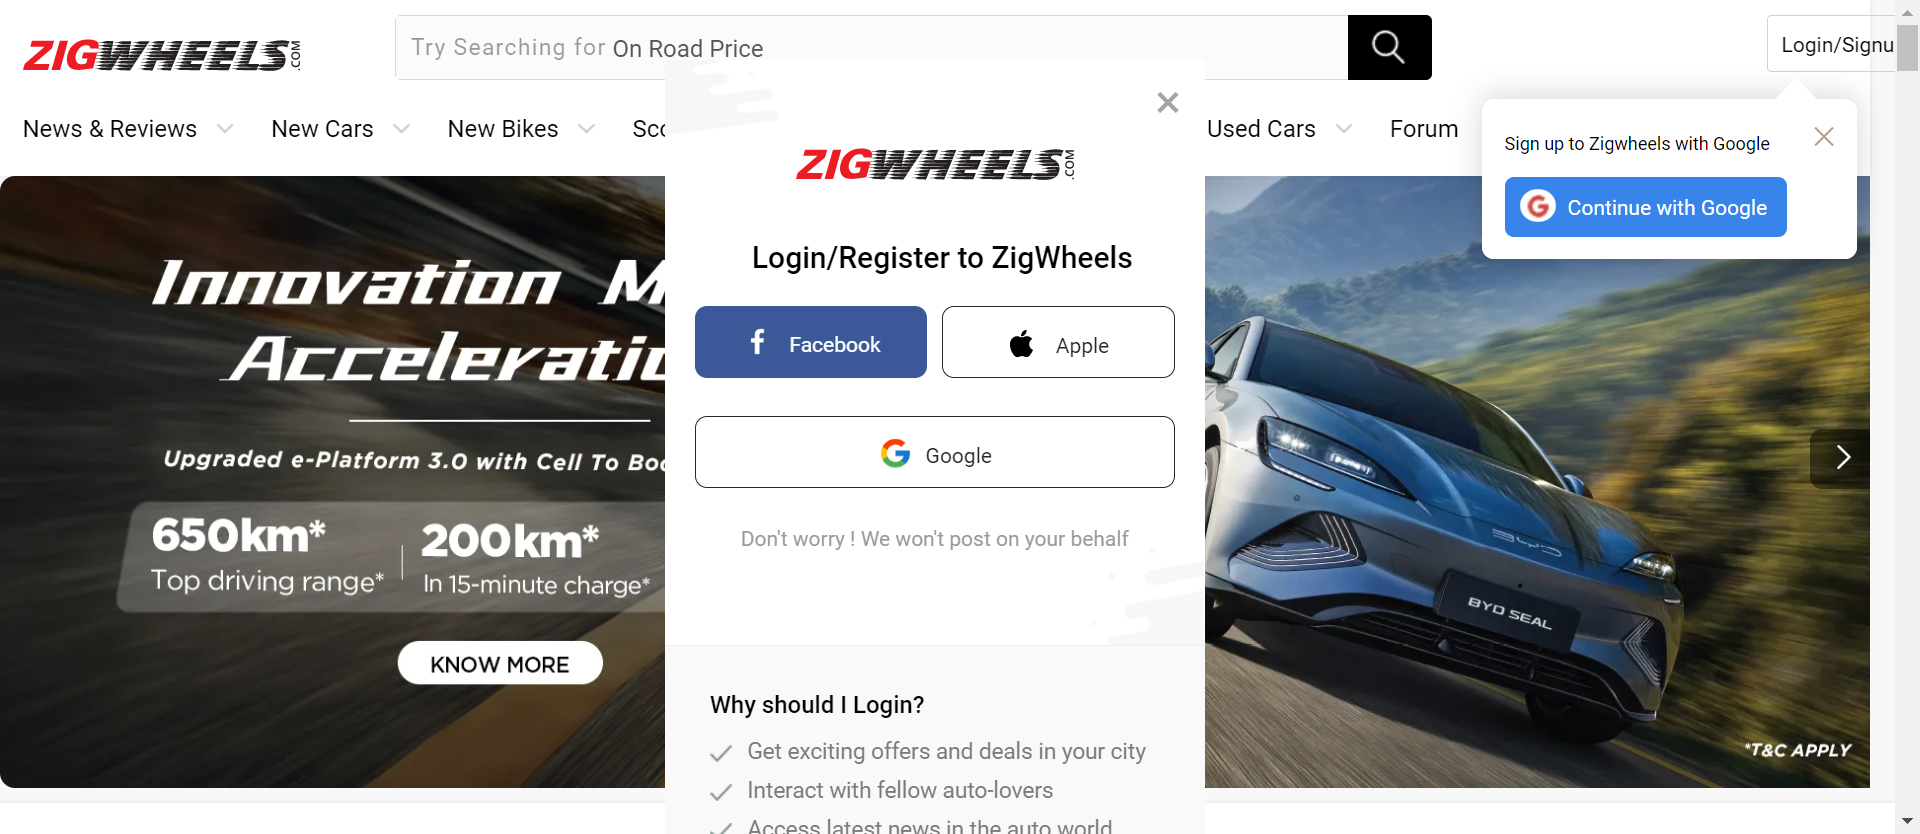 ZIGWHEELS.COM
Try Searching for On Road Price
Login/Signu
News & Reviews
New Cars
New Bikes
Sco
Used Cars
Forum
Sign up to Zigwheels with Google
Continue with Google
ZIGWHEELS.COM
Login/Register to ZigWheels
Facebook
Apple
Google
Don't worry ! We won't post on your behalf
Why should I Login?
Get exciting offers and deals in your city
Interact with fellow auto-lovers
Access latest news in the auto world
Innovation M
Acceleratio
Upgraded e-Platform 3.0 with Cell To Bod
650km*
Top driving range*
200km*
In 15-minute charge*
KNOW MORE
BYD
BYD SEAL
*T&C APPLY